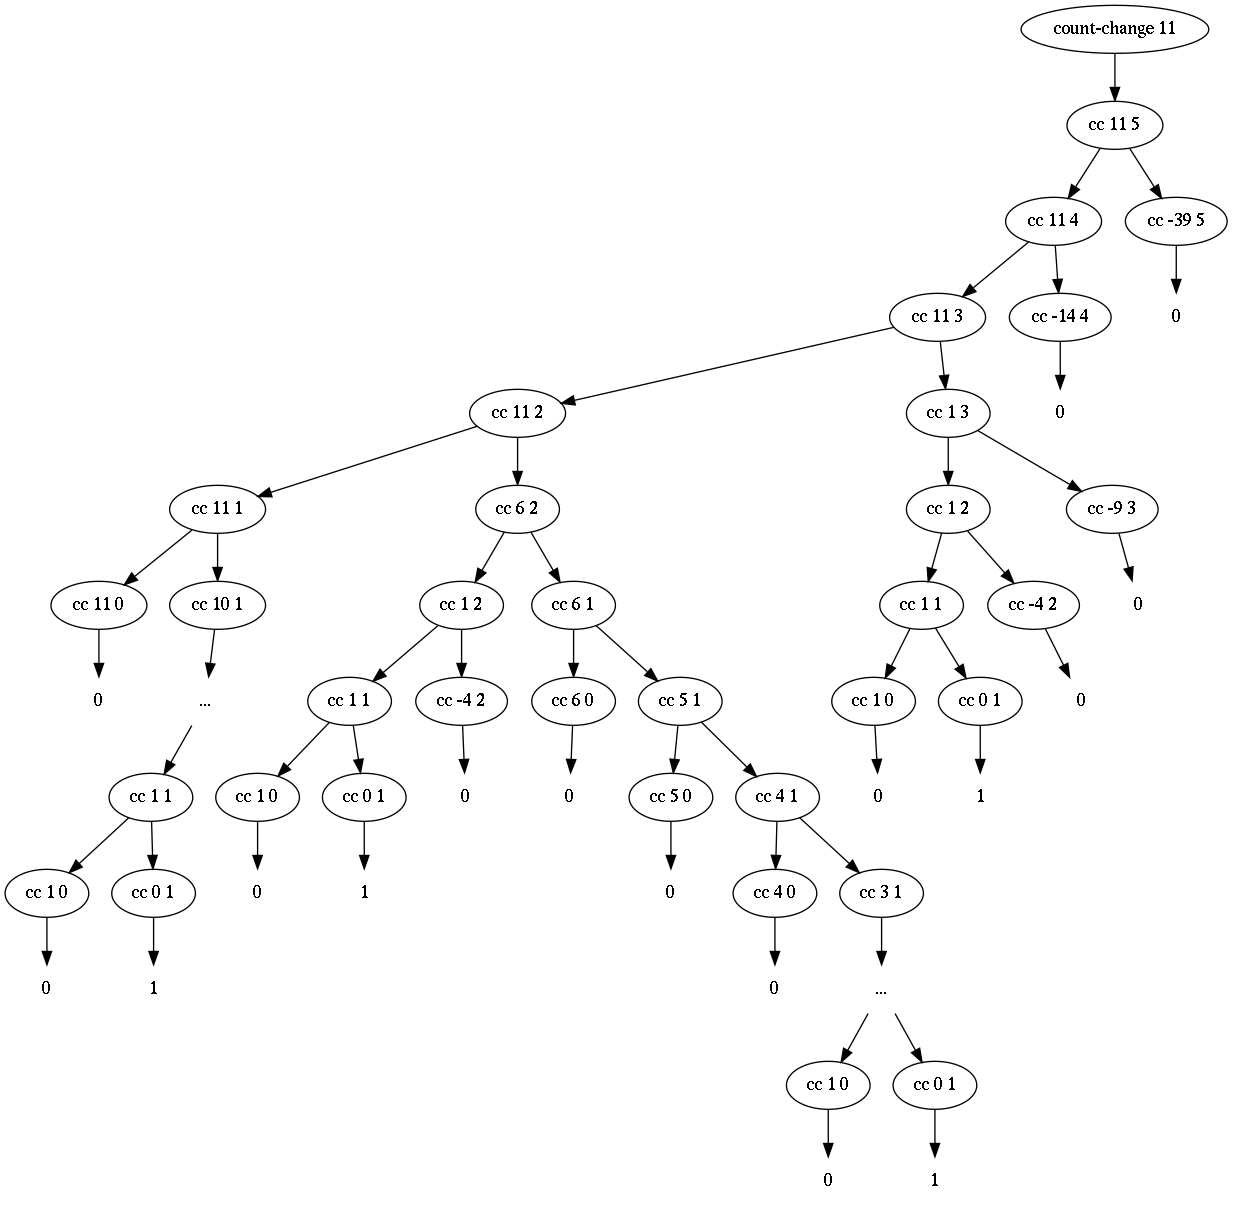 count-change 11
cc 11 5
cc 11 4
cc -39 5
cc 11 3
cc -14 4
0
cc 11 2
cc 1 3
0
cc 11 1
cc 6 2
cc 1 2
cc -9 3
cc 11 0
cc 10 1
cc 1 2
cc 6 1
cc 1 1
cc -4 2
0
0
...
cc 1 1
cc -4 2
cc 6 0
cc 5 1
cc 1 0
cc 0 1
0
cc 1 1
cc 1 0
cc 0 1
0
0
cc 5 0
cc 4 1
0
1
cc 1 0
cc 0 1
0
1
0
cc 4 0
cc 3 1
0
1
0
...
cc 1 0
cc 0 1
0
1